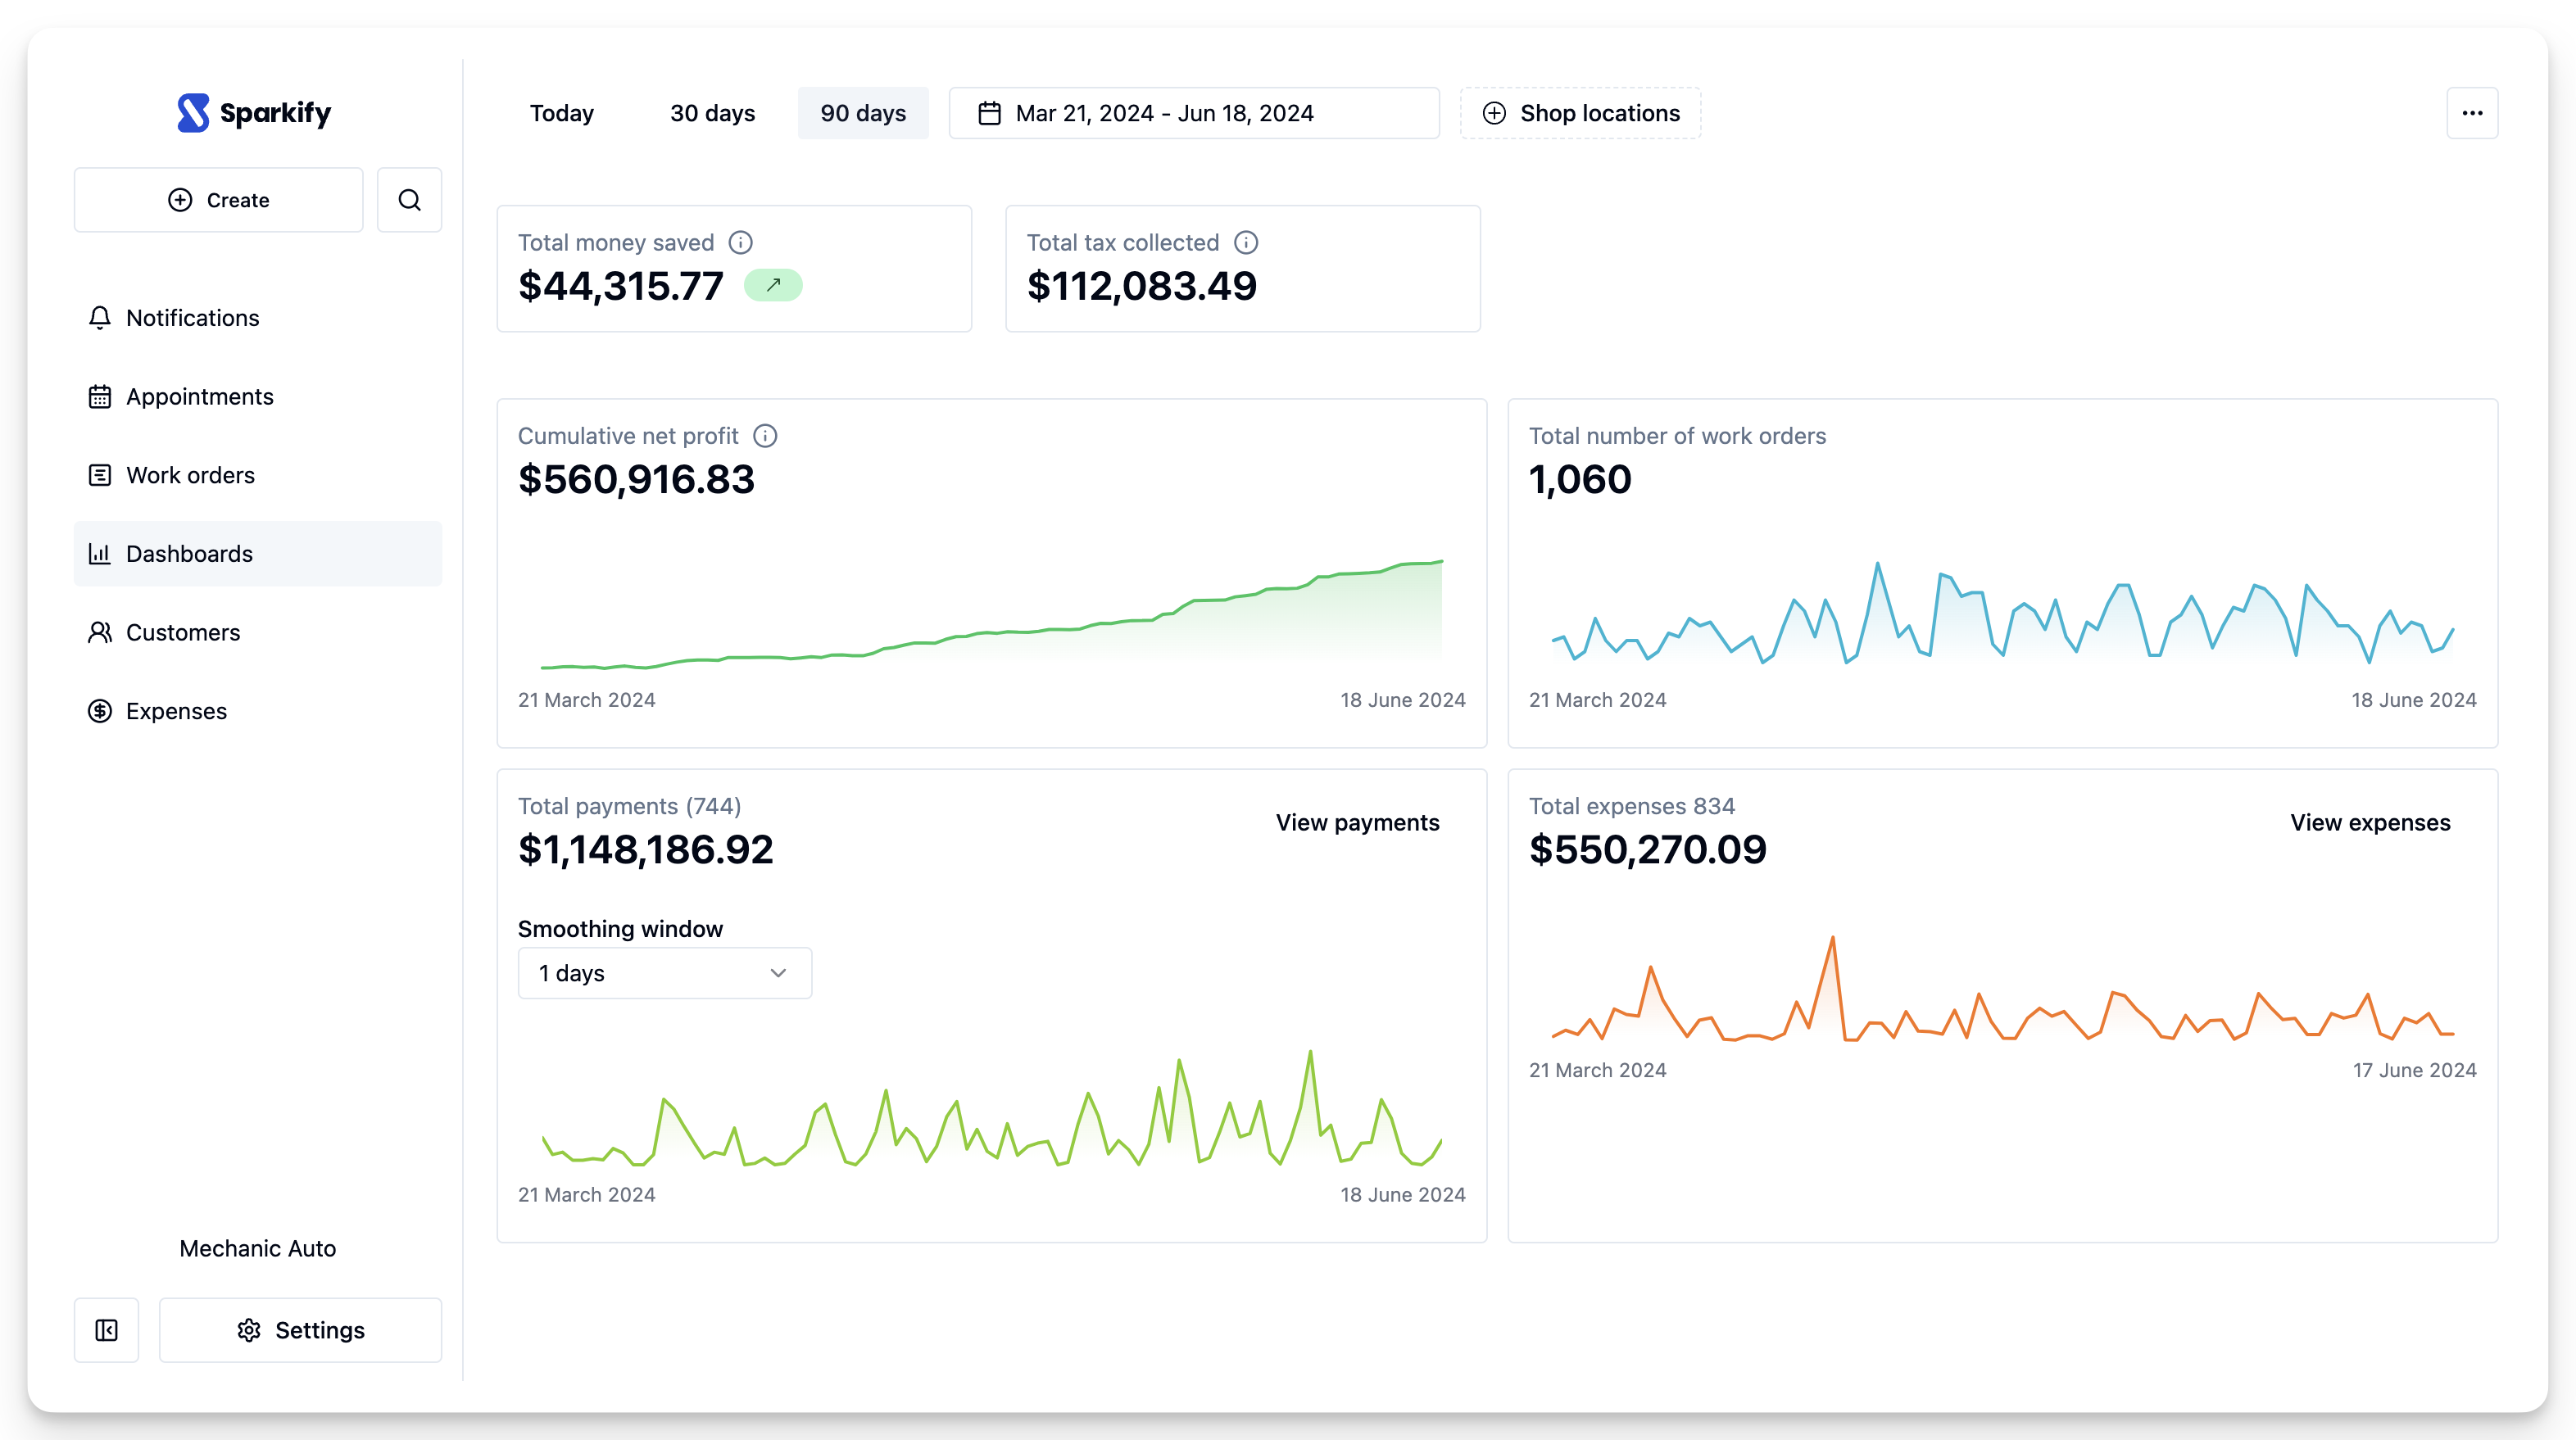 Sparkify
Create
Notifications
Appointments
Work orders
Dashboards
Customers
Expenses
Mechanic Auto
Settings
Today
30 days
90 days
Mar 21, 2024 - Jun 18, 2024
Shop locations
Total money saved
$44,315.77
Total tax collected
$112,083.49
Cumulative net profit
$560,916.83
21 March 2024
18 June 2024
Total number of work orders
1,060
21 March 2024
18 June 2024
Total payments (744)
$1,148,186.92
View payments
Smoothing window
1 days
21 March 2024
18 June 2024
Total expenses 834
$550,270.09
View expenses
21 March 2024
17 June 2024